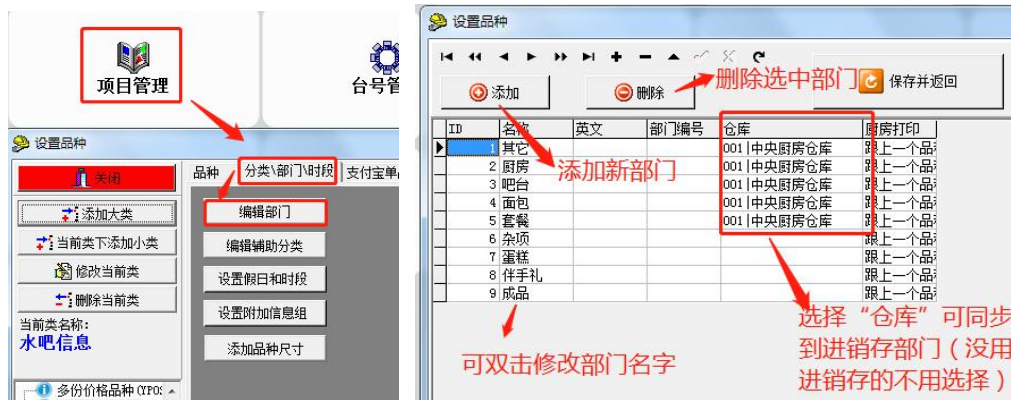 项目管理
台号管
设置品种
关闭
品种
分类\部门\时段
支付宝单品
添加大类
当前类下添加小类
修改当前类
删除当前类
编辑部门
编辑辅助分类
设置假日和时段
设置附加信息组
添加品种尺寸
当前类名称:
水吧信息
多份价格品种(YPOS
设置品种
添加
删除
删除选中部门
保存并返回
ID 名称 英文 部门编号 仓库 厨房打印
1 其它 001|中央厨房仓库 跟上一个品种
2 厨房 001|中央厨房仓库 跟上一个品种
3 吧台 001|中央厨房仓库 跟上一个品种
4 面包 001|中央厨房仓库 跟上一个品种
5 套餐 001|中央厨房仓库 跟上一个品种
6 杂项 跟上一个品种
7 蛋糕 跟上一个品种
8 伴手礼 跟上一个品种
9 成品 跟上一个品种
添加新部门
可双击修改部门名字
选择“仓库”可同步
到进销存部门（没用
进销存的不用选择）